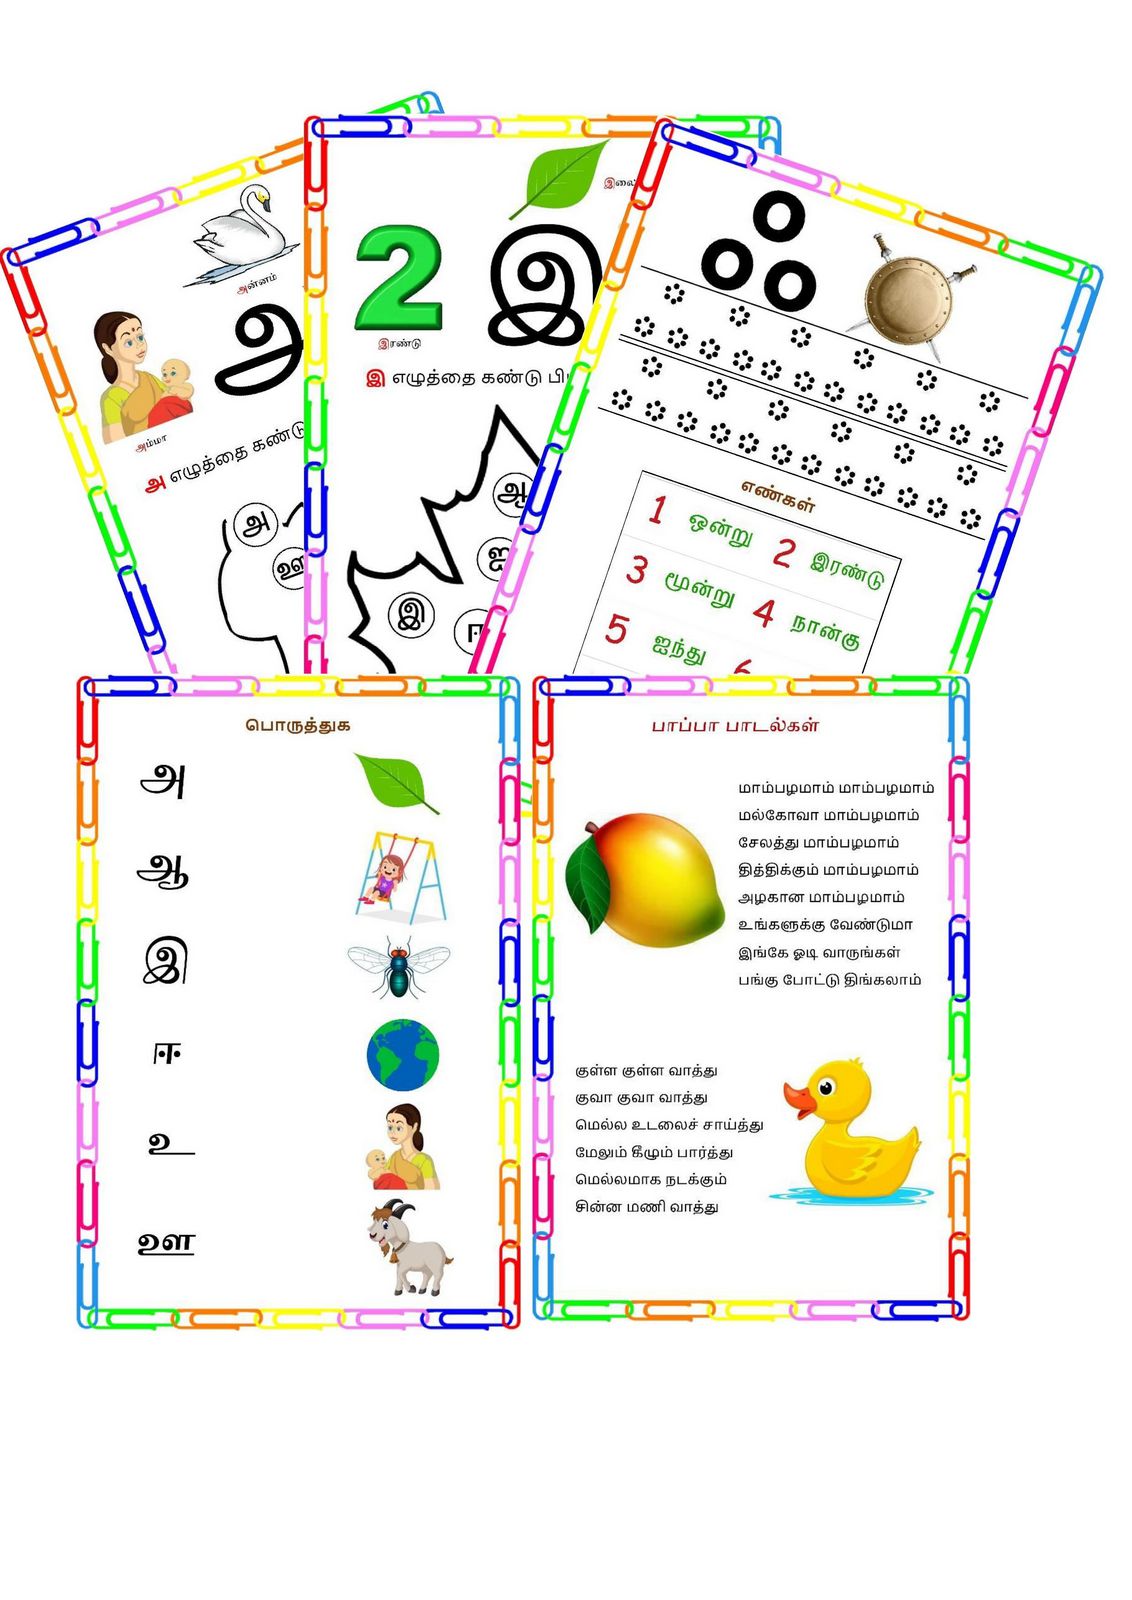 அன்னம்
அம்மா
அ
அ எழுத்தை கண்டு
அ
ஊ
இலை
2
இரண்டு
இ
இ எழுத்தை கண்டு
ஆ
ஐ
இ
ஈ
ஃ
எண்கள்
1 ஒன்று 2 இரண்டு
3 மூன்று 4 நான்கு
5 ஐந்து 6
பொருத்துக
அ
ஆ
இ
ஈ
உ
ஊ
பாப்பா பாடல்கள்
மாம்பழமாம் மாம்பழமாம்
மல்கோவா மாம்பழமாம்
சேலத்து மாம்பழமாம்
தித்திக்கும் மாம்பழமாம்
அழகான மாம்பழமாம்
உங்களுக்கு வேண்டுமா
இங்கே ஓடி வாருங்கள்
பங்கு போட்டு திங்கலாம்
குள்ள குள்ள வாத்து
குவா குவா வாத்து
மெல்ல உடலைச் சாய்த்து
மேலும் கீழும் பார்த்து
மெல்லமாக நடக்கும்
சின்ன மணி வாத்து